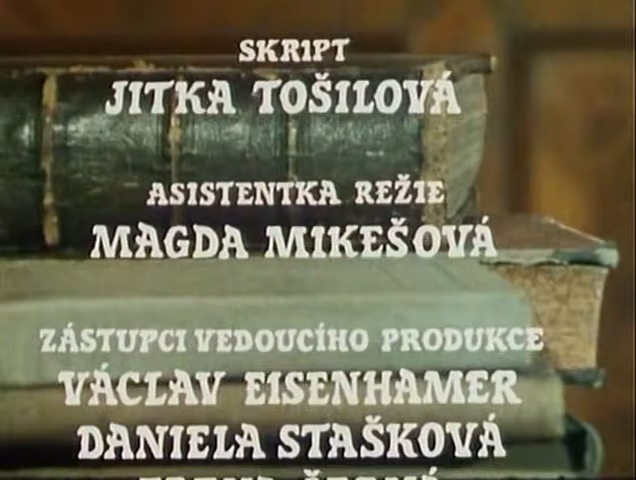 SKRIPT
JITKA TOŠILOVÁ
ASISTENTKA REŽIE
MAGDA MIKEŠOVÁ
ZÁSTUPCI VEDOUCÍHO PRODUKCE
VÁCLAV EISENHAMER
DANIELA STAŠKOVÁ